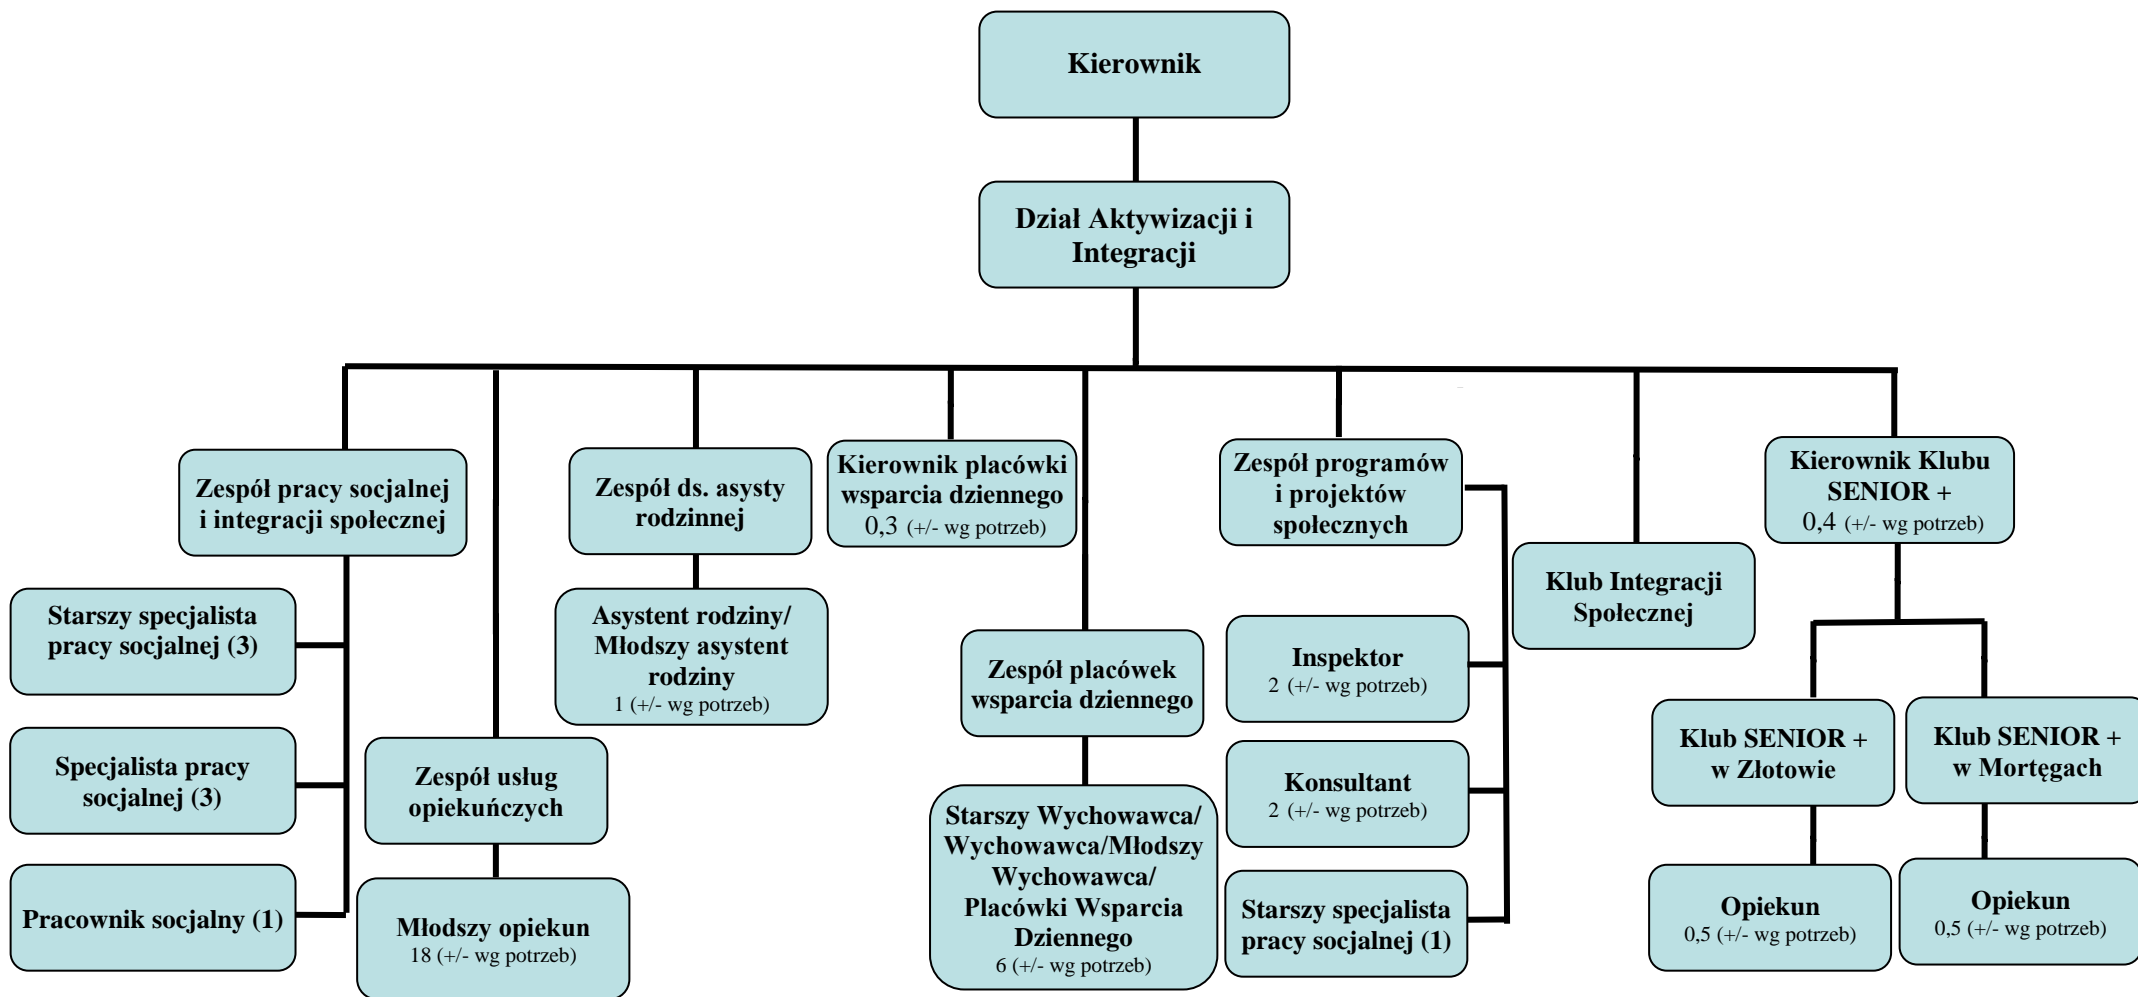 Kierownik
Dział Aktywizacji i
Integracji
Zespół pracy socjalnej
i integracji społecznej
Starszy specjalista
pracy socjalnej (3)
Specjalista pracy
socjalnej (3)
Pracownik socjalny (1)
Zespół usług
opiekuńczych
Młodszy opiekun
18 (+/- wg potrzeb)
Zespół ds. asysty
rodzinnej
Asystent rodziny/
Młodszy asystent
rodziny
1 (+/- wg potrzeb)
Kierownik placówki
wsparcia dziennego
0,3 (+/- wg potrzeb)
Zespół placówek
wsparcia dziennego
Starszy Wychowawca/
Wychowawca/Młodszy
Wychowawca/
Placówki Wsparcia
Dziennego
6 (+/- wg potrzeb)
Zespół programów
i projektów
społecznych
Inspektor
2 (+/- wg potrzeb)
Konsultant
2 (+/- wg potrzeb)
Starszy specjalista
pracy socjalnej (1)
Klub Integracji
Społecznej
Kierownik Klubu
SENIOR +
0,4 (+/- wg potrzeb)
Klub SENIOR +
w Złotowie
Opiekun
0,5 (+/- wg potrzeb)
Klub SENIOR +
w Mortęgach
Opiekun
0,5 (+/- wg potrzeb)